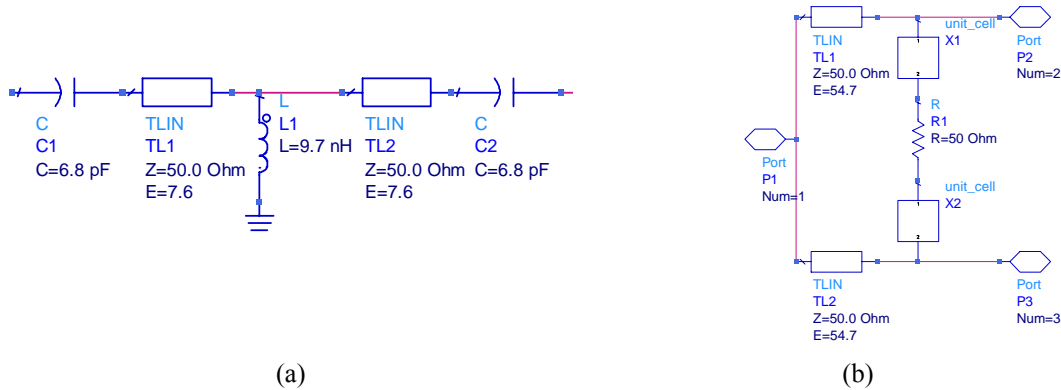 C
C1
C=6.8 pF
TLIN
TL1
Z=50.0 Ohm
E=7.6
L
L1
L=9.7 nH
TLIN
TL2
Z=50.0 Ohm
E=7.6
C
C2
C=6.8 pF
(a)
TLIN
TL1
Z=50.0 Ohm
E=54.7
unit_cell
X1
1
2
Port
P2
Num=2
R
R1
R=50 Ohm
Port
P1
Num=1
unit_cell
X2
1
2
TLIN
TL2
Z=50.0 Ohm
E=54.7
Port
P3
Num=3
(b)